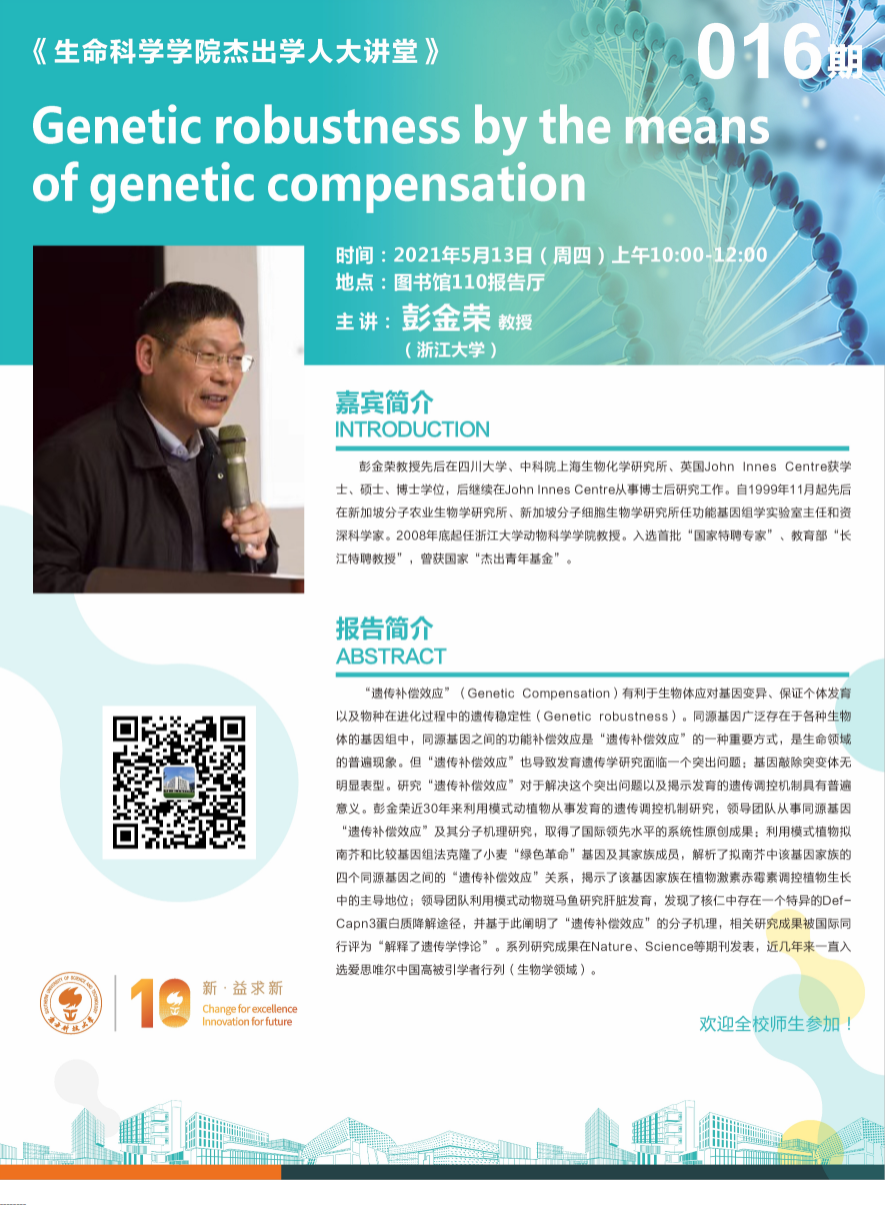 《生命科学学院杰出学人大讲堂》
016期
Genetic robustness by the means
of genetic compensation
时间：2021年5月13日（周四）上午10:00-12:00
地点：图书馆110报告厅
主 讲： 彭金荣 教授
（浙江大学）
嘉宾简介
INTRODUCTION
彭金荣教授先后在四川大学、中科院上海生物化学研究所、英国John Innes Centre获学
士、硕士、博士学位，后继续在John Innes Centre从事博士后研究工作。自1999年11月起先后
在新加坡分子农业生物学研究所、新加坡分子细胞生物学研究所任功能基因组学实验室主任和资
深科学家。2008年底起任浙江大学动物科学学院教授。入选首批“国家特聘专家”、教育部“长
江特聘教授”，曾获国家“杰出青年基金”。
报告简介
ABSTRACT
“遗传补偿效应”（Genetic Compensation）有利于生物体应对基因变异、保证个体发育
以及物种在进化过程中的遗传稳定性（Genetic robustness）。同源基因广泛存在于各种生物
体的基因组中，同源基因之间的功能补偿效应是“遗传补偿效应”的一种重要方式，是生命领域
的普遍现象。但“遗传补偿效应”也导致发育遗传学研究面临一个突出问题；基因敲除突变体无
明显表型。研究“遗传补偿效应”对于解决这个突出问题以及揭示发育的遗传调控机制具有普遍
意义。彭金荣近30年来利用模式动植物从事发育的遗传调控机制研究，领导团队从事同源基因
“遗传补偿效应”及其分子机理研究，取得了国际领先水平的系统性原创成果；利用模式植物拟
南芥和比较基因组法克隆了小麦“绿色革命”基因及其家族成员，解析了拟南芥中该基因家族的
四个同源基因之间的“遗传补偿效应”关系，揭示了该基因家族在植物激素赤霉素调控植物生长
中的主导地位；领导团队利用模式动物斑马鱼研究肝脏发育，发现了核仁中存在一个特异的Def-
Capn3蛋白质降解途径，并基于此阐明了“遗传补偿效应”的分子机理，相关研究成果被国际同
行评为“解释了遗传学悖论”。系列研究成果在Nature、Science等期刊发表，近几年来一直入
选爱思唯尔中国高被引学者行列（生物学领域）。
SOUTHERN UNIVERSITY OF SCIENCE AND TECHNOLOGY
南方科技大学
10
新·益求新
Change for excellence
Innovation for future
欢迎全校师生参加！